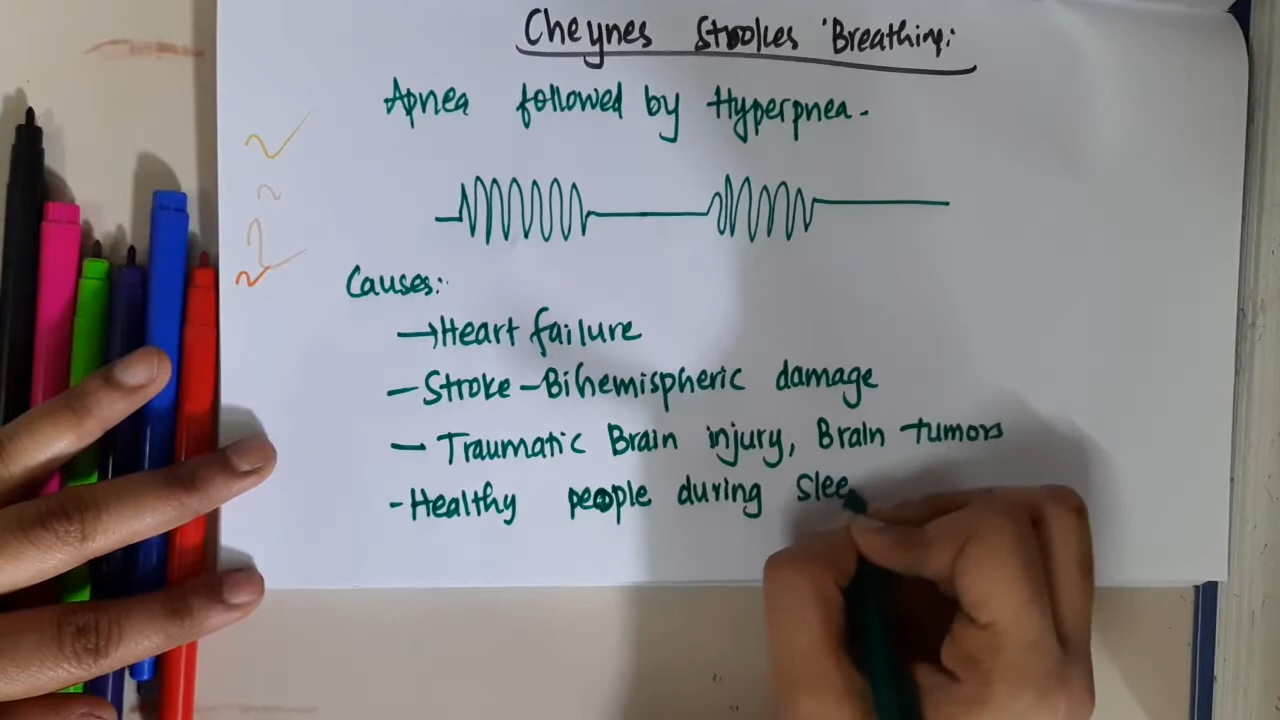 Cheynes Stookes Breathing:
Apnea followed by Hyperpnea.
Causes:
→Heart failure
- Stroke - Bihemispheric damage
- Traumatic Brain injury, Brain tumors
- Healthy people during slee